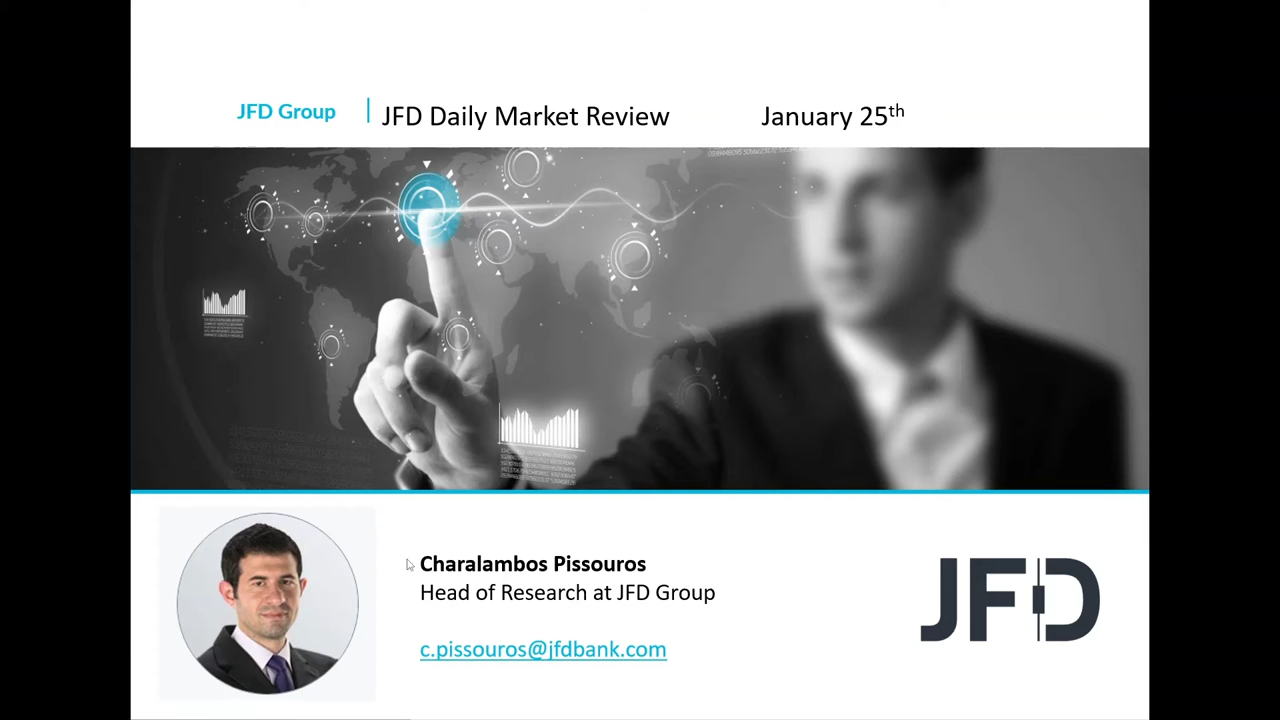 JFD Group
JFD Daily Market Review
January 25th
Charalambos Pissouros
Head of Research at JFD Group
c.pissouros@jfdbank.com
JFD